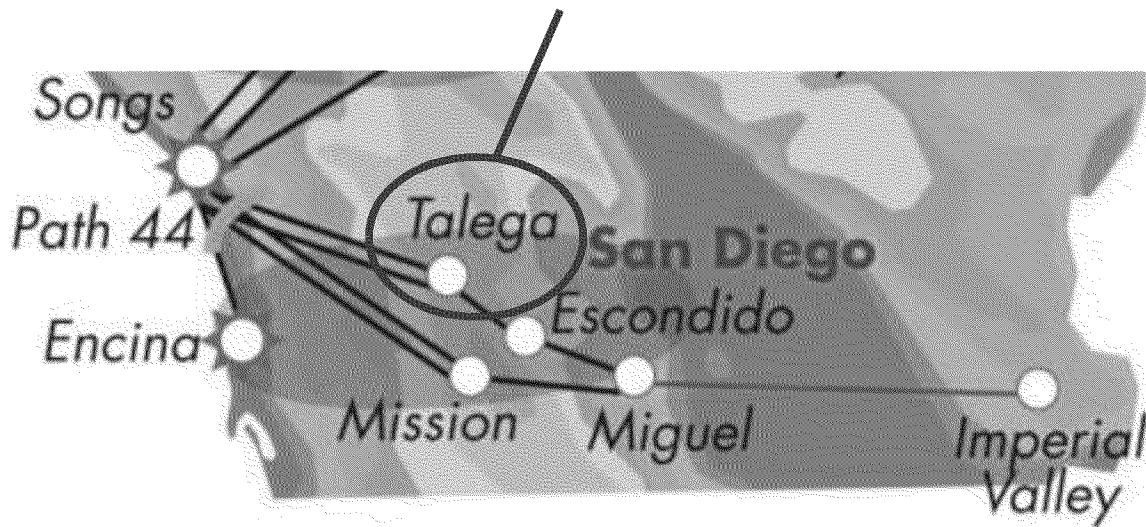 Songs
Path 44
Talega
San Diego
Escondido
Encina
Mission
Miguel
Imperial
Valley